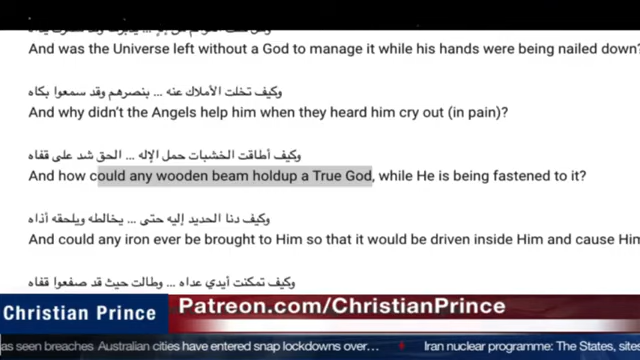 And was the Universe left without a God to manage it while his hands were being nailed down?
وكيف تخلت الأملاك عنه ... بنصرهم وقد سمعوا بكاه
And why didn't the Angels help him when they heard him cry out (in pain)?
وكيف أطاقت الخشبات حمل الإله ... الحق شد على قفاه
And how could any wooden beam holdup a True God, while He is being fastened to it?
وكيف دنا الحديد إليه حتى ... يخالطه ويلحقه أذاه
And could any iron ever be brought to Him so that it would be driven inside Him and cause Him
وكيف تمكنت أيدي عداه ... وطالت حيث قد صفعوا قفاه
Christian Prince
Patreon.com/ChristianPrince
as seen breaches Australian cities have entered snap lockdowns over...
Iran nuclear programme: The States, site